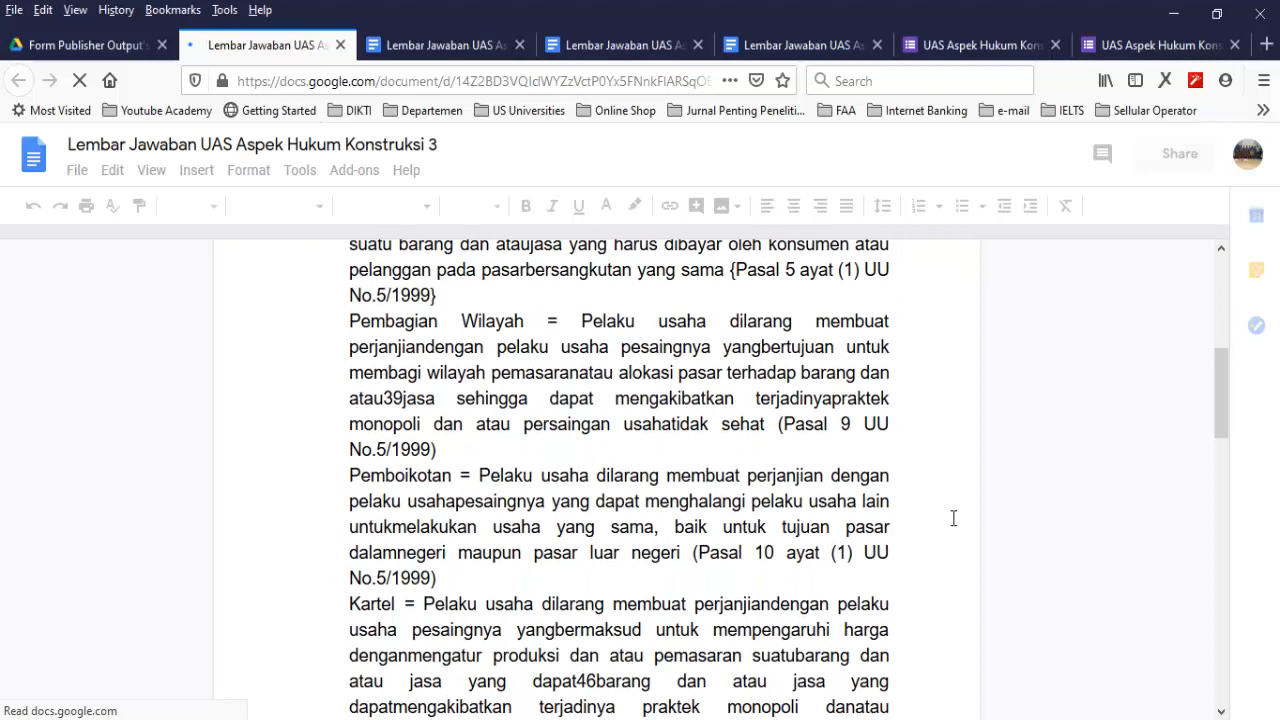 File Edit View History Bookmarks Tools Help
Form Publisher Output's
Lembar Jawaban UAS As
Lembar Jawaban UAS As
Lembar Jawaban UAS As
Lembar Jawaban UAS As
UAS Aspek Hukum Kons
UAS Aspek Hukum Kons
https://docs.google.com/document/d/14Z2BD3VQIclWYZzVctP0Yx5FNnkFlARSqOE
Search
Most Visited Youtube Academy Getting Started DIKTI Departemen US Universities Online Shop Jurnal Penting Peneliti... FAA Internet Banking e-mail IELTS Sellular Operator
Lembar Jawaban UAS Aspek Hukum Konstruksi 3
Share
File Edit View Insert Format Tools Add-ons Help
suatu barang dan ataujasa yang harus dibayar oleh konsumen atau
pelanggan pada pasarbersangkutan yang sama {Pasal 5 ayat (1) UU
No.5/1999}
Pembagian Wilayah = Pelaku usaha dilarang membuat
perjanjiandengan pelaku usaha pesaingnya yangbertujuan untuk
membagi wilayah pemasaranatau alokasi pasar terhadap barang dan
atau39jasa sehingga dapat mengakibatkan terjadinyapraktek
monopoli dan atau persaingan usahatidak sehat (Pasal 9 UU
No.5/1999)
Pemboikotan = Pelaku usaha dilarang membuat perjanjian dengan
pelaku usahapesaingnya yang dapat menghalangi pelaku usaha lain
untukmelakukan usaha yang sama, baik untuk tujuan pasar
dalamnegeri maupun pasar luar negeri (Pasal 10 ayat (1) UU
No.5/1999)
Kartel = Pelaku usaha dilarang membuat perjanjiandengan pelaku
usaha pesaingnya yangbermaksud untuk mempengaruhi harga
denganmengatur produksi dan atau pemasaran suatubarang dan
atau jasa yang dapat46barang dan atau jasa yang
dapatmengakibatkan terjadinya praktek monopoli danatau
Read docs.google.com